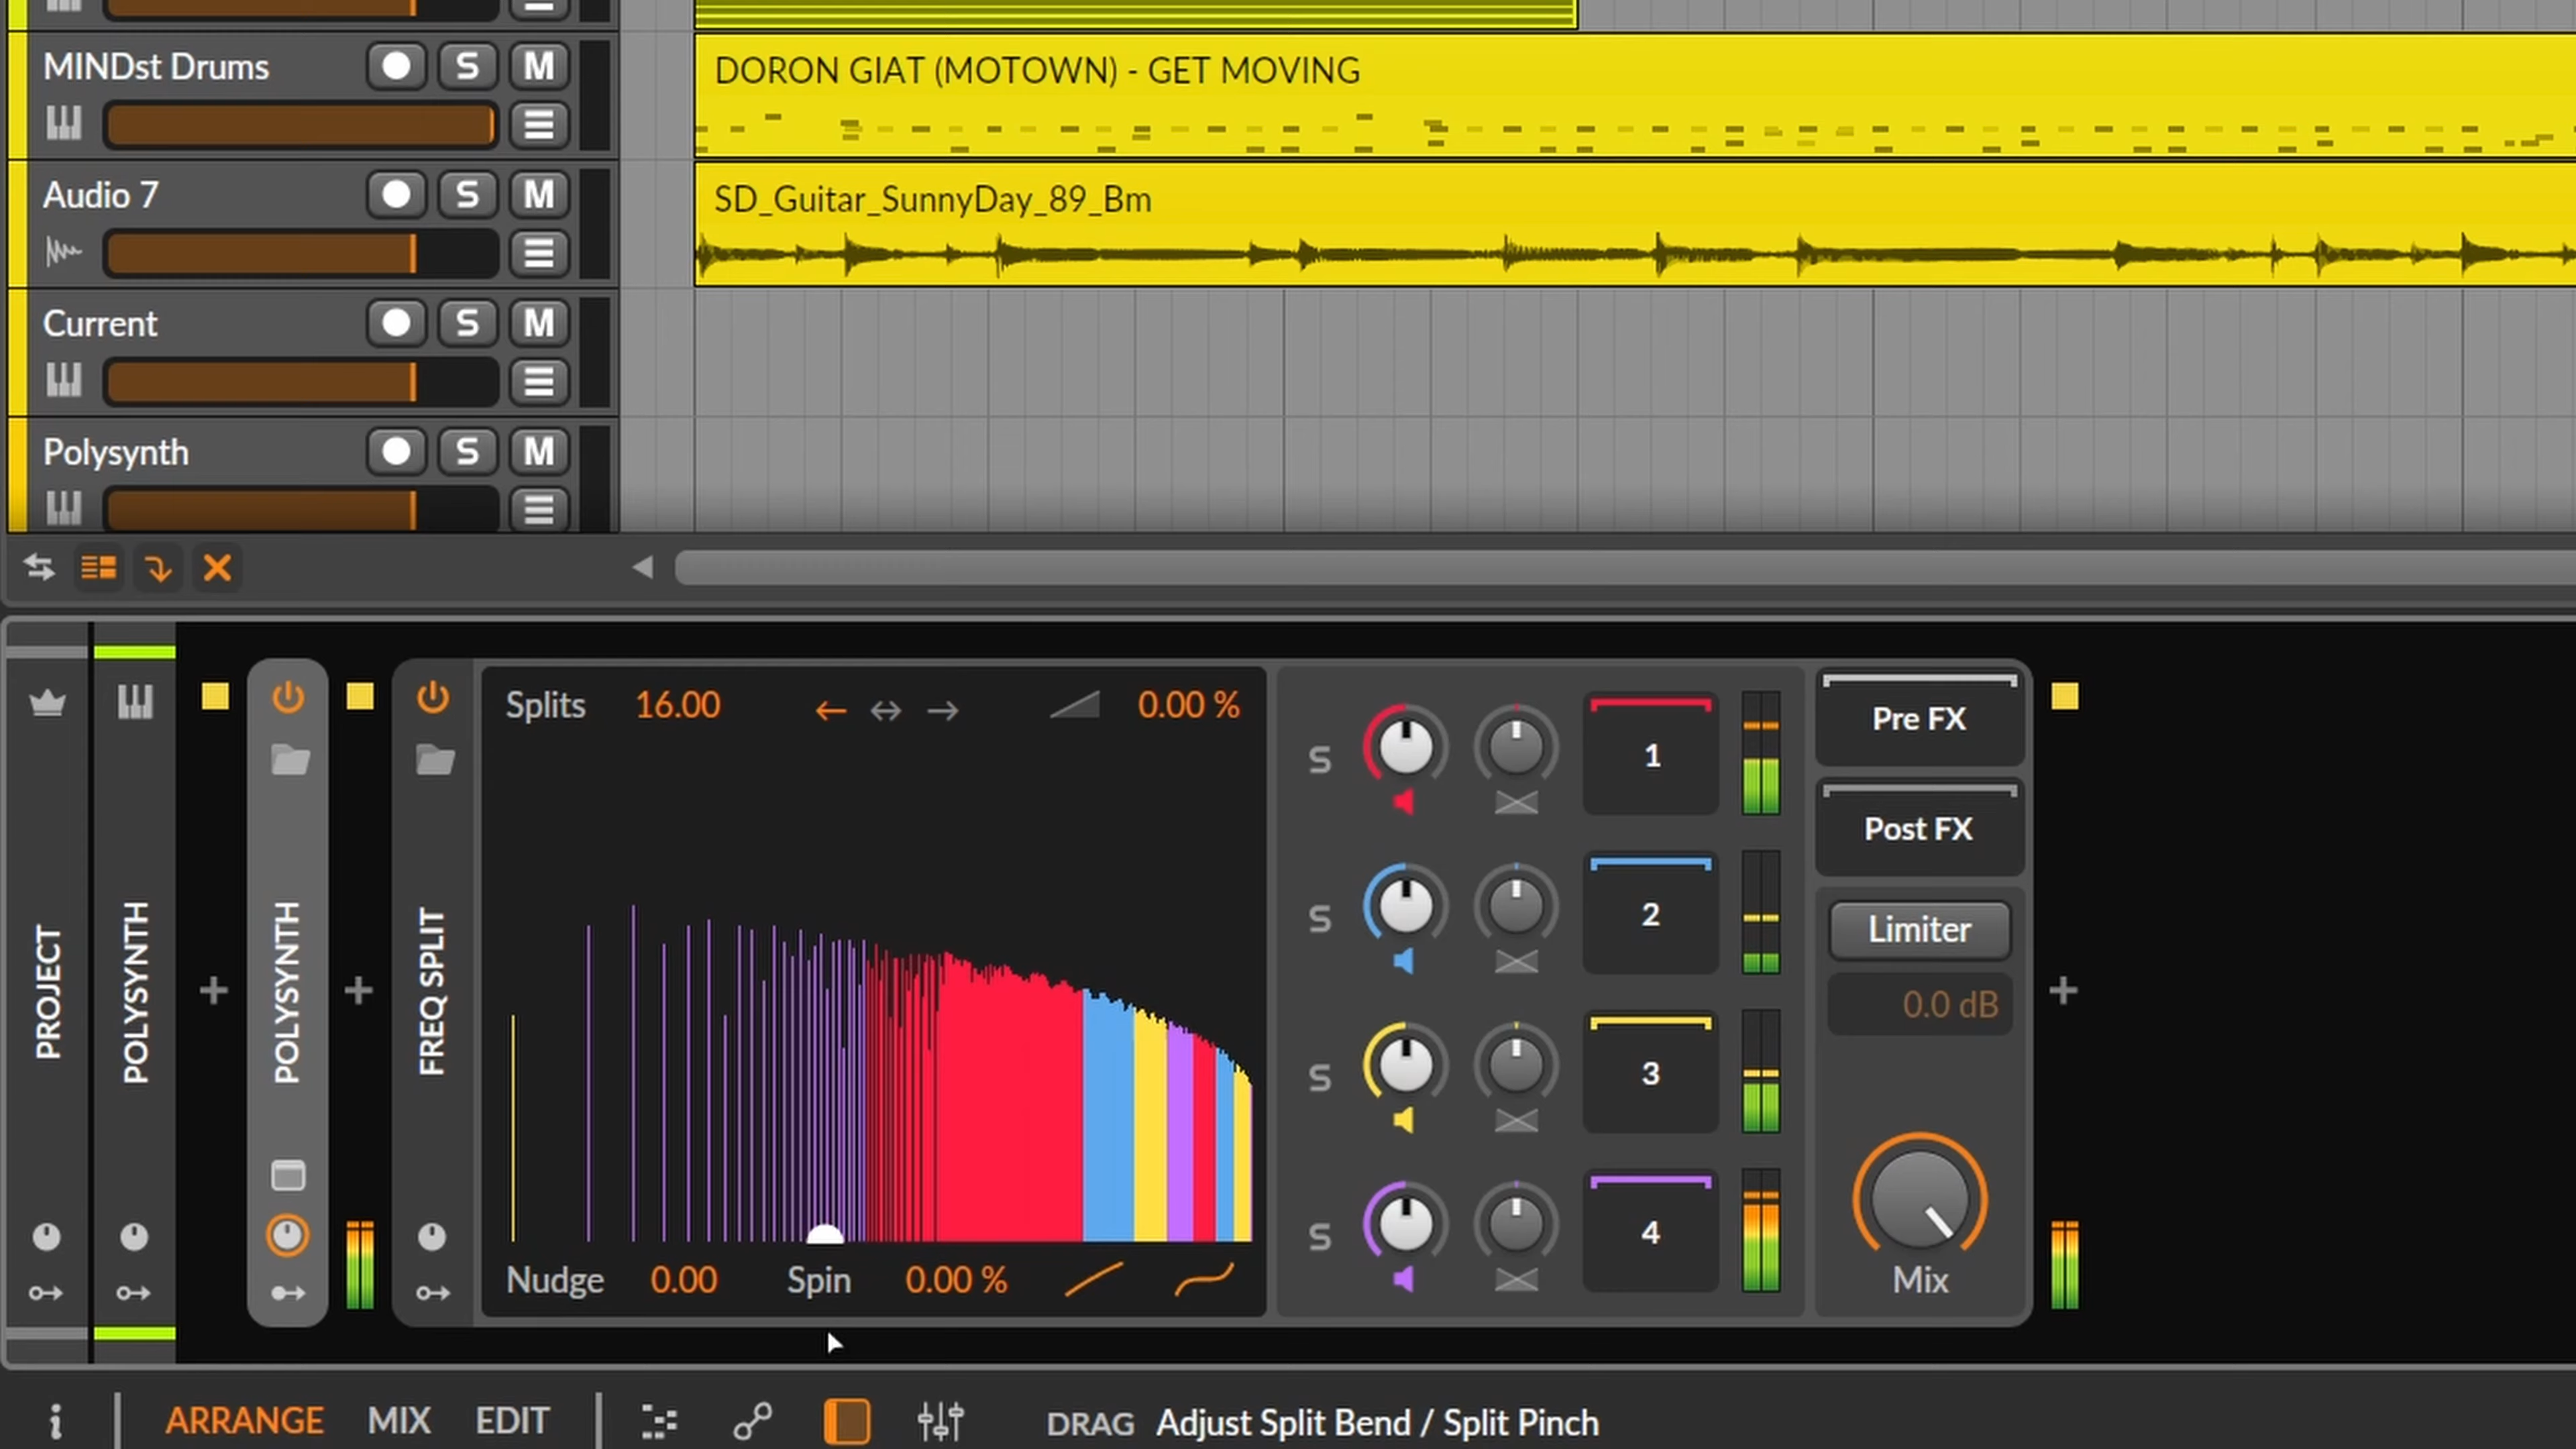 MINDst Drums
S
M
DORON GIAT (MOTOWN) - GET MOVING
Audio 7
S
M
SD_Guitar_SunnyDay_89_Bm
Current
S
M
Polysynth
S
M
PROJECT
POLYSYNTH
POLYSYNTH
FREQ SPLIT
Splits
16.00
0.00 %
Nudge
0.00
Spin
0.00 %
S
1
S
2
S
3
S
4
Pre FX
Post FX
Limiter
0.0 dB
Mix
i
ARRANGE
MIX
EDIT
DRAG
Adjust Split Bend / Split Pinch